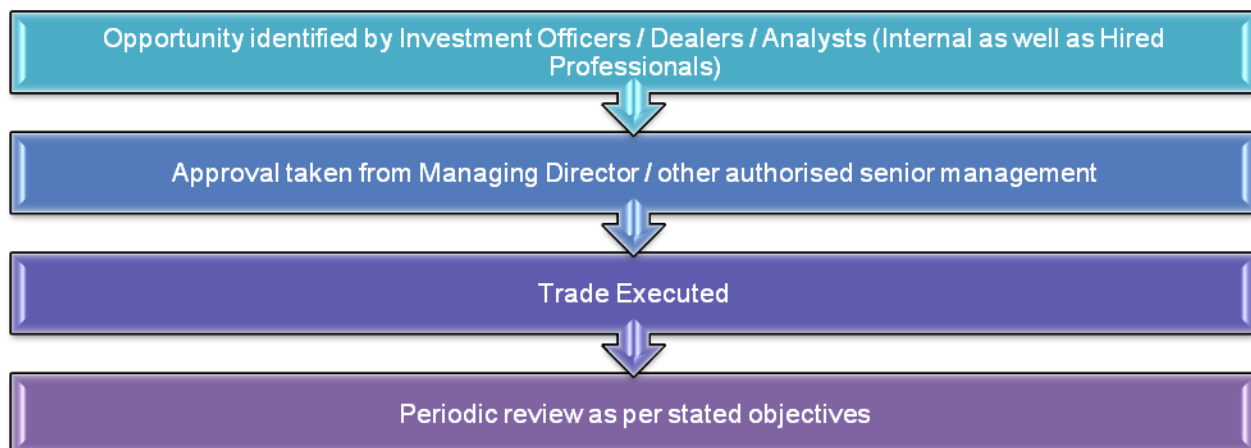 Opportunity identified by Investment Officers / Dealers / Analysts (Internal as well as Hired
Professionals)
Approval taken from Managing Director / other authorised senior management
Trade Executed
Periodic review as per stated objectives